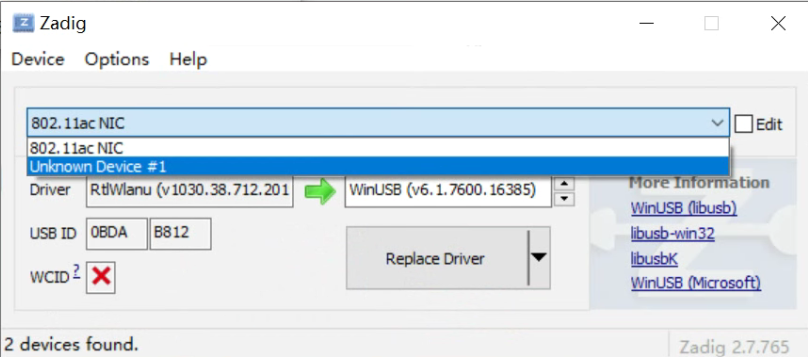 Zadig
Device Options Help
802.11ac NIC
Edit
802.11ac NIC
Unknown Device #1
Driver RtlWlanu (v1030.38.712.201 WinUSB (v6.1.7600.16385)
More Information
WinUSB (libusb)
USB ID 0BDA B812
libusb-win32
Replace Driver
libusbK
WCID ?
WinUSB (Microsoft)
2 devices found.
Zadig 2.7.765